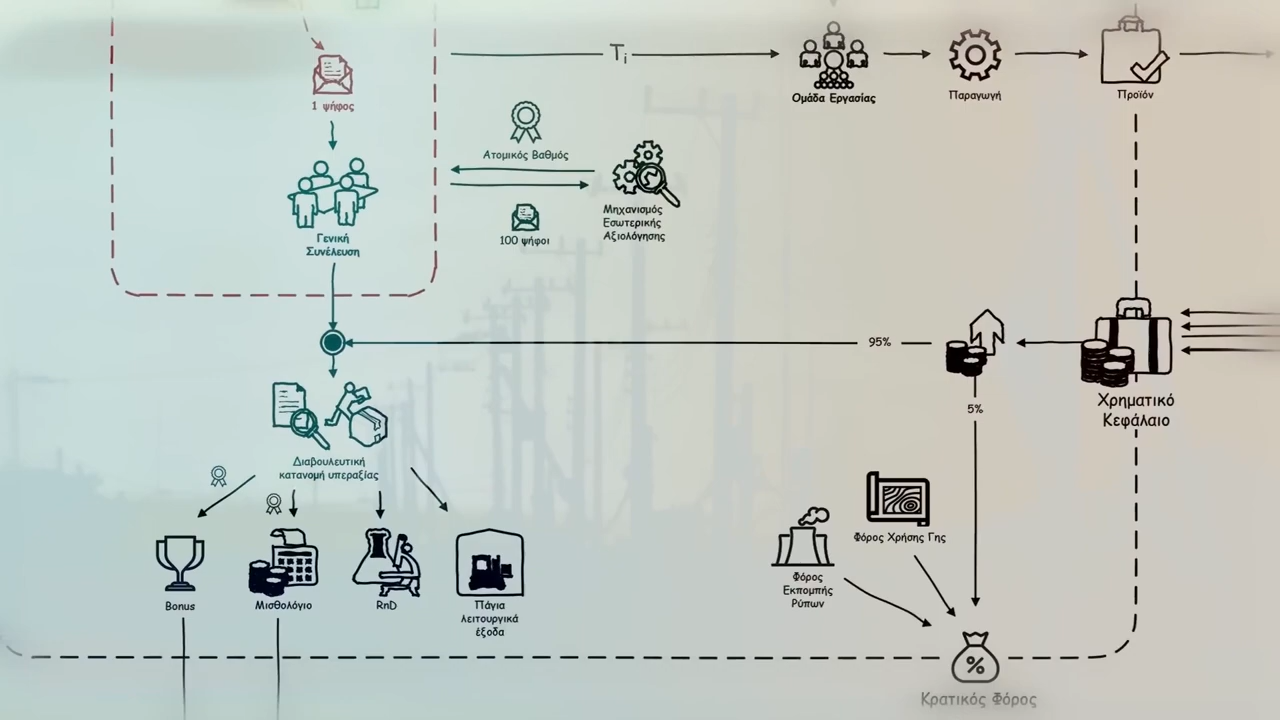 Tᵢ
Ομάδα Εργασίας
Παραγωγή
Προϊόν
1 ψήφος
Ατομικός Βαθμός
Μηχανισμός
Εσωτερικής
Αξιολόγησης
100 ψήφοι
Γενική
Συνέλευση
95%
Χρηματικό
Κεφάλαιο
5%
Διαβουλευτική
κατανομή υπεραξίας
Φόρος Χρήσης Γης
Φόρος
Εκπομπής
Ρύπων
Bonus
Μισθολόγιο
RnD
Πάγια
λειτουργικά
έξοδα
%
Κρατικός Φόρος